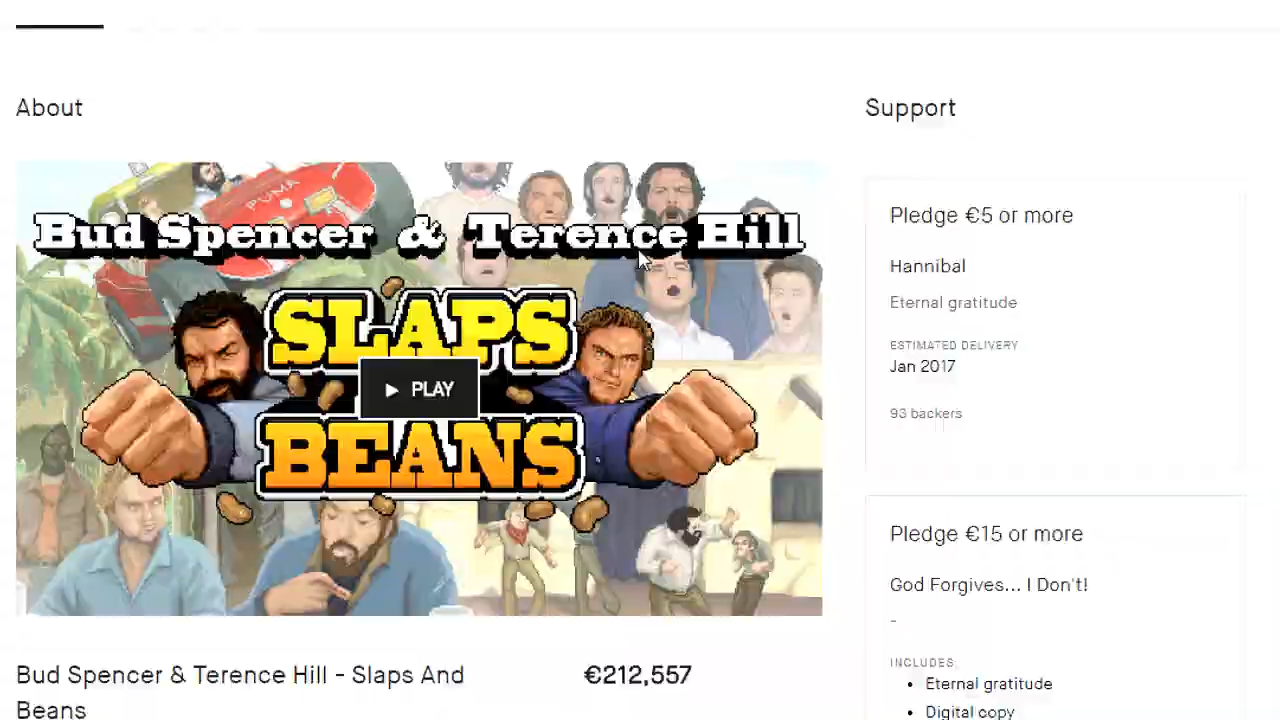 About
Support
PUMA
Bud Spencer & Terence Hill
SLAPS
PLAY
BEANS
Bud Spencer & Terence Hill - Slaps And
Beans
€212,557
Pledge €5 or more
Hannibal
Eternal gratitude
ESTIMATED DELIVERY
Jan 2017
93 backers
Pledge €15 or more
God Forgives... I Don't!
-
INCLUDES:
• Eternal gratitude
• Digital copy